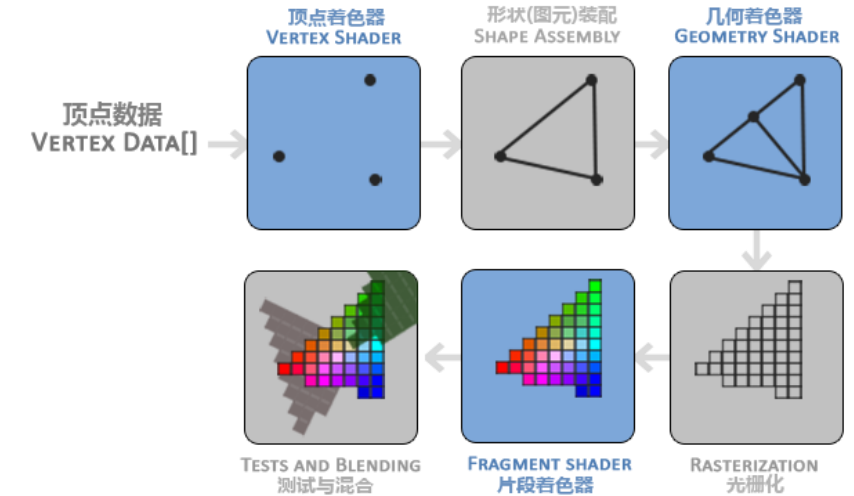 顶点着色器
VERTEX SHADER
形状(图元)装配
SHAPE ASSEMBLY
几何着色器
GEOMETRY SHADER
顶点数据
VERTEX DATA[]
TESTS AND BLENDING
测试与混合
FRAGMENT SHADER
片段着色器
RASTERIZATION
光栅化